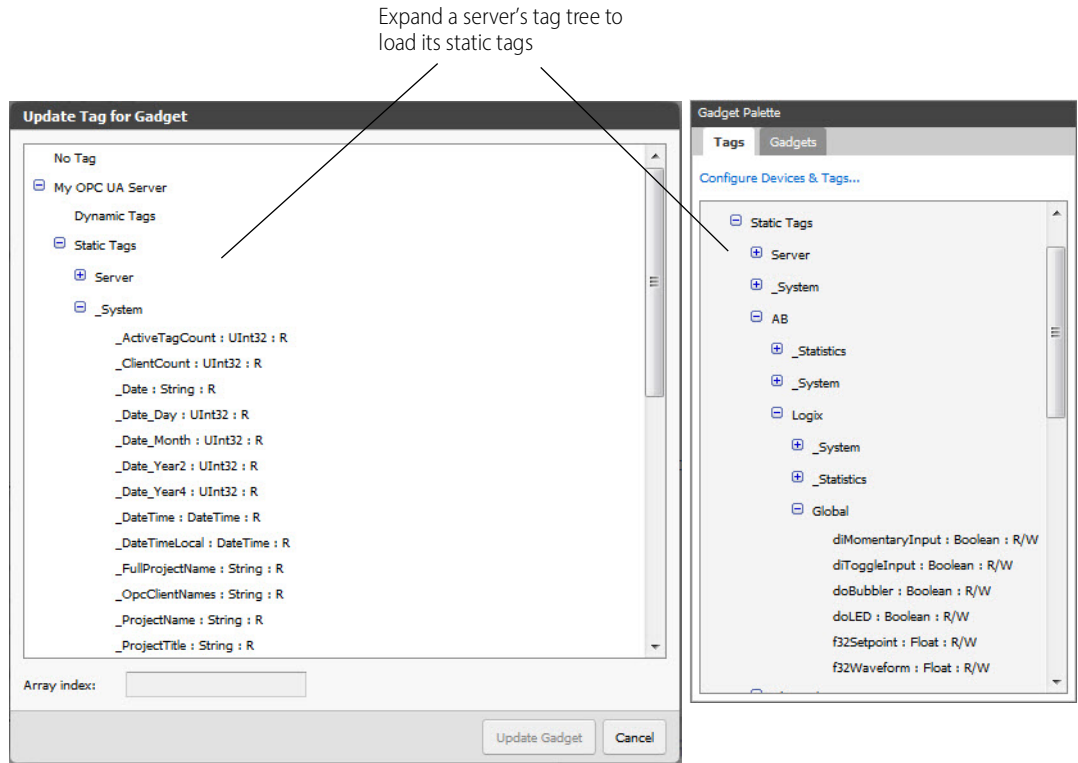 Expand a server's tag tree to
load its static tags
Update Tag for Gadget
No Tag
My OPC UA Server
Dynamic Tags
Static Tags
Server
_System
_ActiveTagCount : UInt32 : R
_ClientCount : UInt32 : R
_Date : String : R
_Date_Day : UInt32 : R
_Date_Month : UInt32 : R
_Date_Year2 : UInt32 : R
_Date_Year4 : UInt32 : R
_DateTime : DateTime : R
_DateTimeLocal : DateTime : R
_FullProjectName : String : R
_OpcClientNames : String : R
_ProjectName : String : R
_ProjectTitle : String : R
Array index:
Update Gadget
Cancel
Gadget Palette
Tags
Gadgets
Configure Devices & Tags...
Static Tags
Server
_System
AB
_Statistics
_System
Logix
_System
_Statistics
Global
diMomentaryInput : Boolean : R/W
diToggleInput : Boolean : R/W
doBubbler : Boolean : R/W
doLED : Boolean : R/W
f32Setpoint : Float : R/W
f32Waveform : Float : R/W